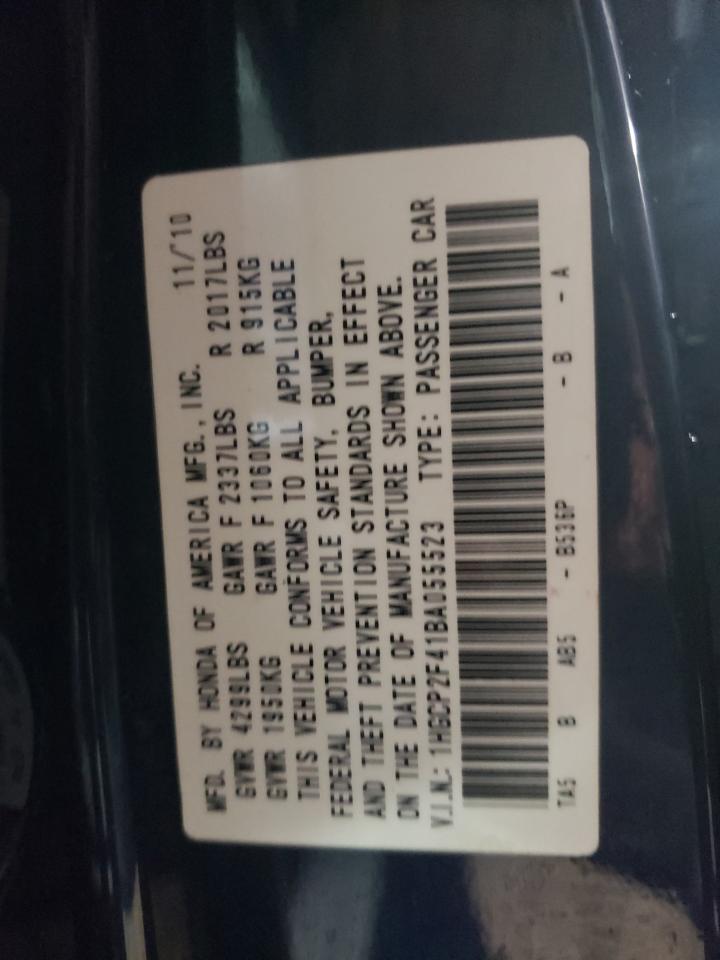 MFD. BY HONDA OF AMERICA MFG., INC. 11/'10
GVWR 4299LBS GAWR F 2337LBS R 2017LBS
GVWR 1950KG GAWR F 1060KG R 915KG
THIS VEHICLE CONFORMS TO ALL APPLICABLE
FEDERAL MOTOR VEHICLE SAFETY, BUMPER,
AND THEFT PREVENTION STANDARDS IN EFFECT
ON THE DATE OF MANUFACTURE SHOWN ABOVE.
V.I.N.: 1HGCP2F41BA055523 TYPE: PASSENGER CAR
TA5 B AB5 - B536P - B - A